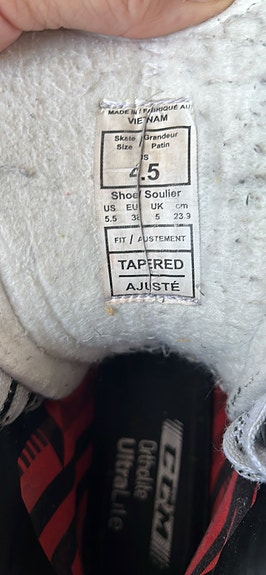 MADE IN / FABRIQUÉ AU
VIETNAM
Skate / Grandeur
Size / Patin
US
4.5
Shoe / Soulier
US EU UK cm
5.5 38 5 23.9
FIT / AJUSTEMENT
TAPERED
AJUSTÉ
CCM
Ortholite
UltraLite